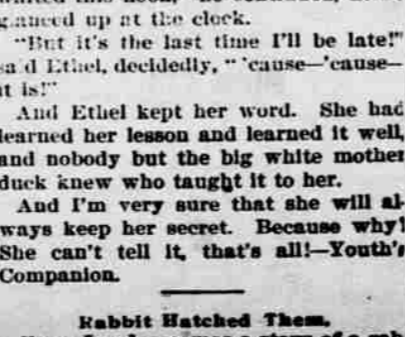 glanced up at the clock.
"But it's the last time I'll be late!"
said Ethel, decidedly, "'cause—'cause—
it is!"
And Ethel kept her word. She had
learned her lesson and learned it well,
and nobody but the big white mother
duck knew who taught it to her.
And I'm very sure that she will al-
ways keep her secret. Because why?
She can't tell it, that's all!—Youth's
Companion.
Rabbit Hatched Them.